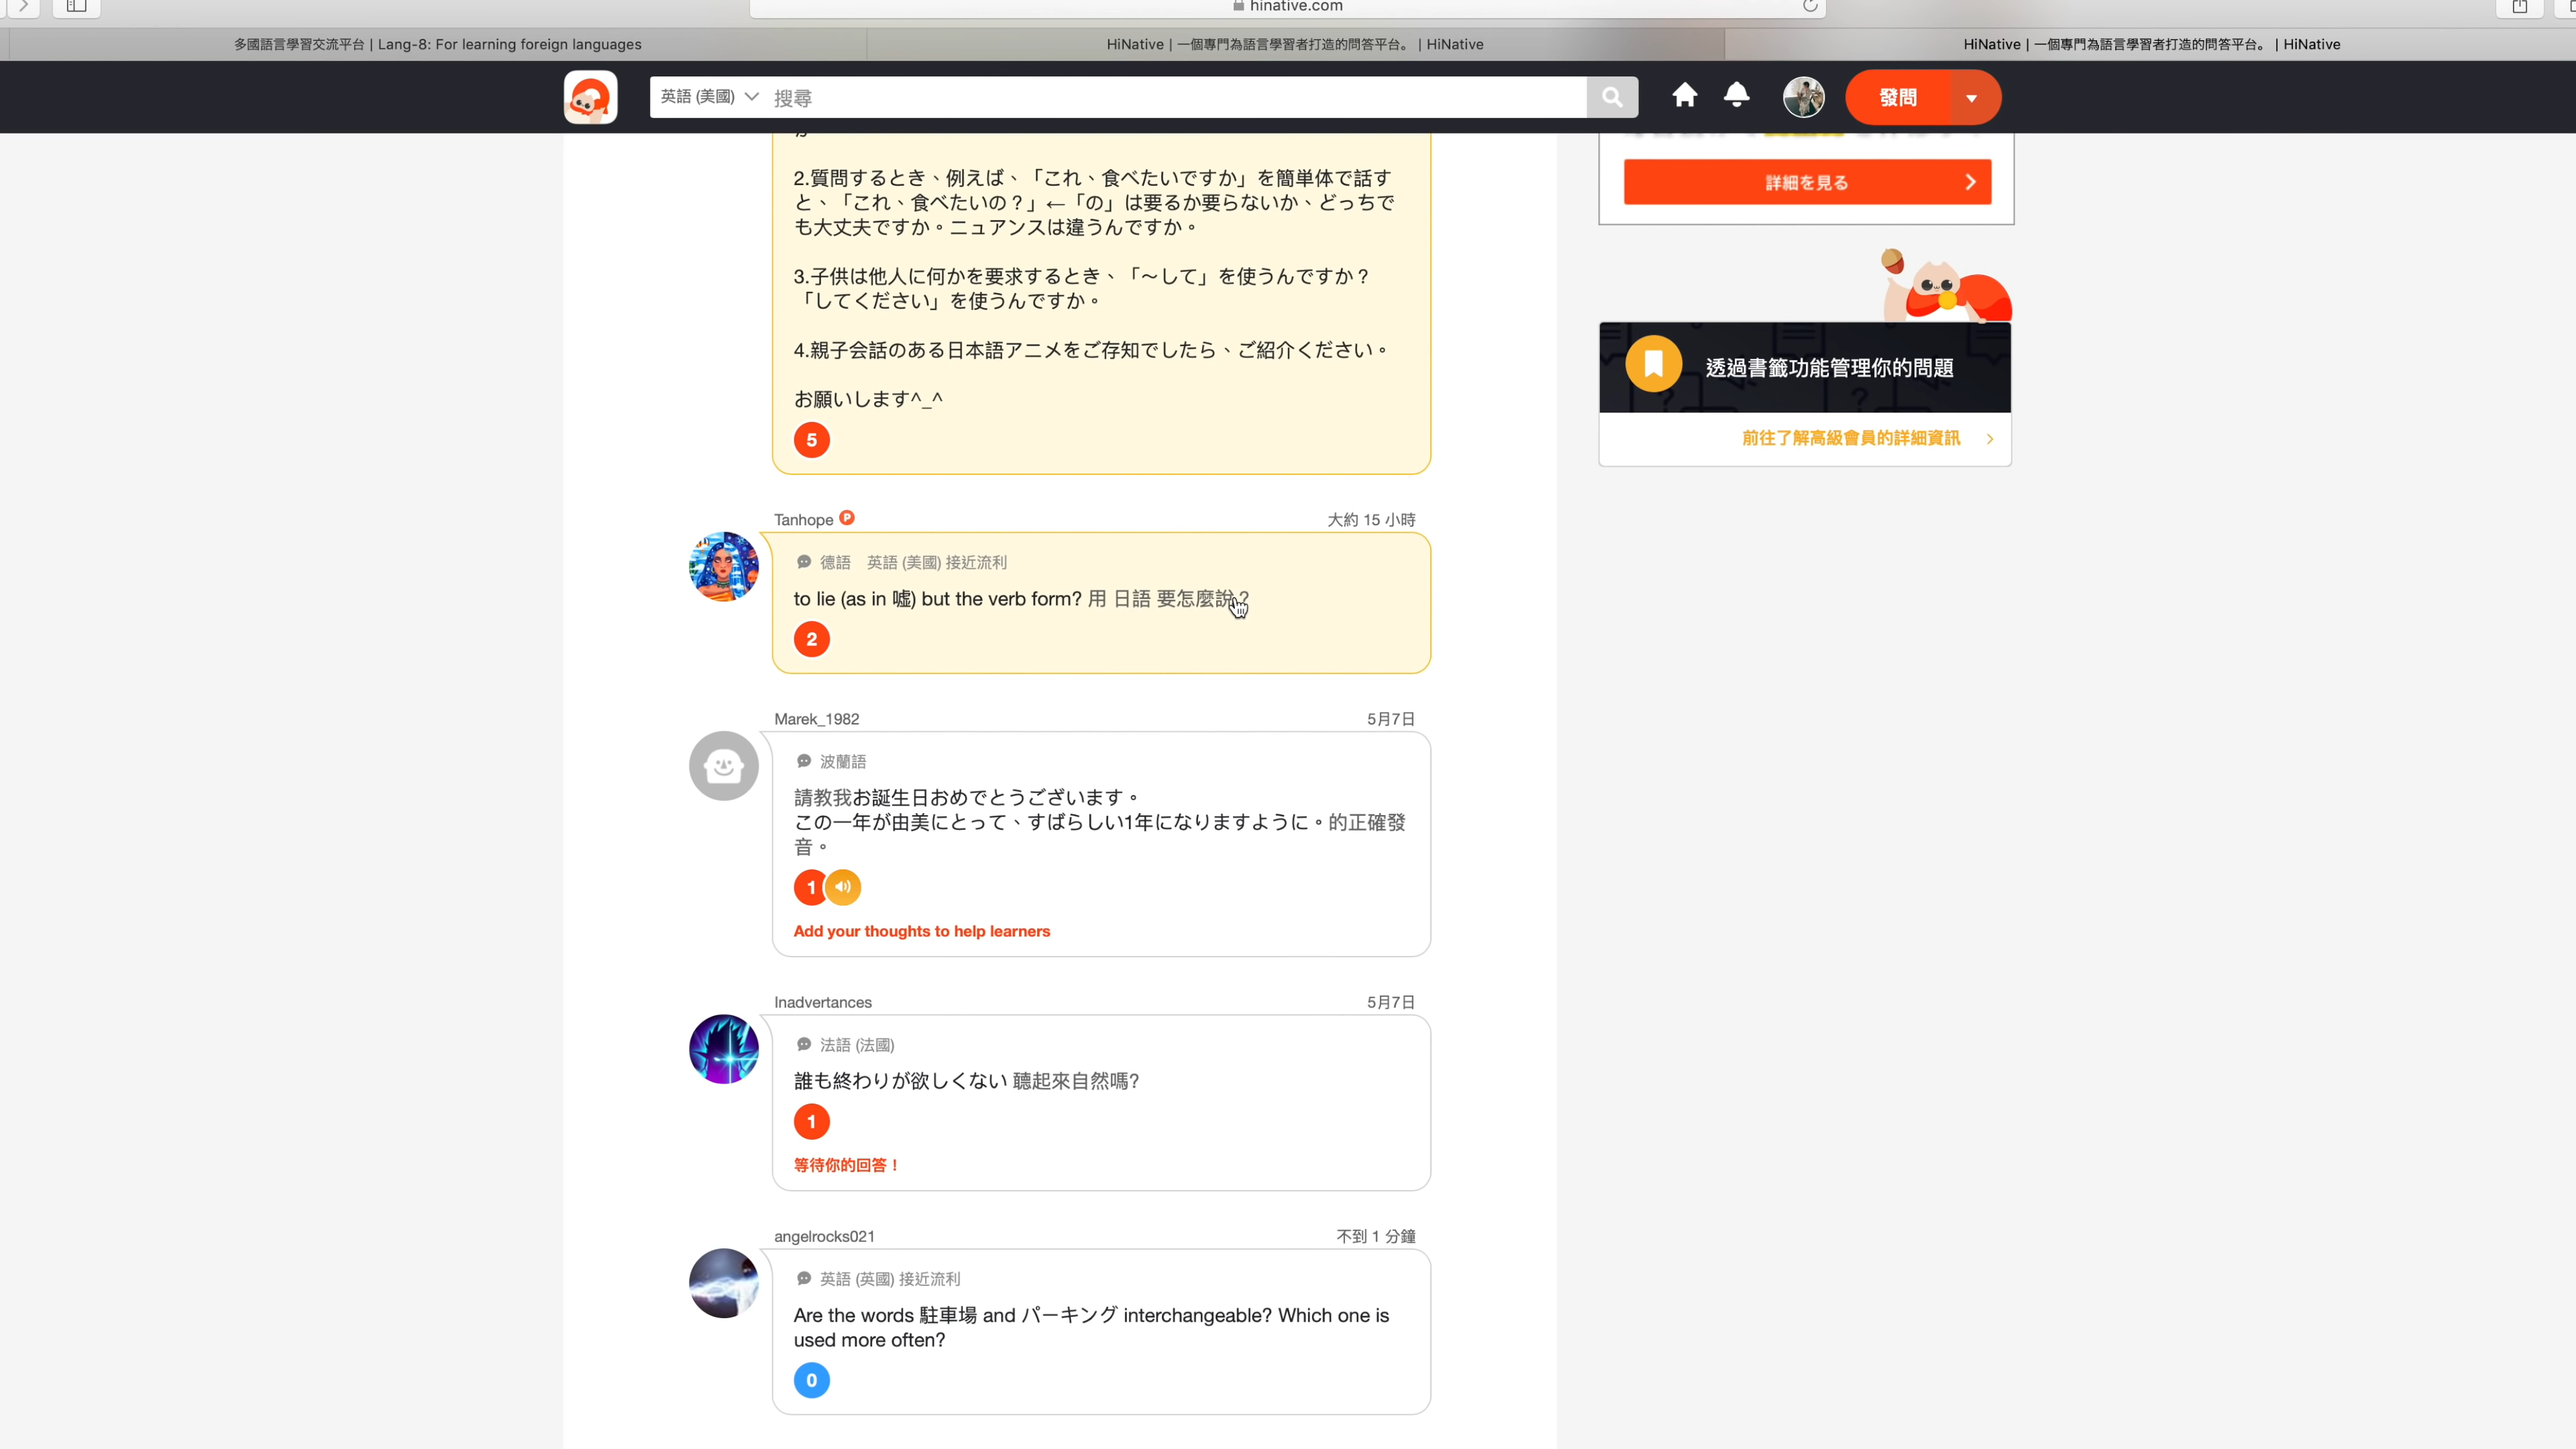 hinative.com
多國語言學習交流平台 | Lang-8: For learning foreign languages
HiNative | 一個專門為語言學習者打造的問答平台。 | HiNative
HiNative | 一個專門為語言學習者打造的問答平台。 | HiNative
英語 (美國)
搜尋
發問
2.質問するとき、例えば、「これ、食べたいですか」を簡単体で話す
と、「これ、食べたいの？」←「の」は要るか要らないか、どっちで
も大丈夫ですか。ニュアンスは違うんですか。
3.子供は他人に何かを要求するとき、「～して」を使うんですか？
「してください」を使うんですか。
4.親子会話のある日本語アニメをご存知でしたら、ご紹介ください。
お願いします^_^
5
詳細を見る
透過書籤功能管理你的問題
前往了解高級會員的詳細資訊
Tanhope P
大約 15 小時
德語 英語 (美國) 接近流利
to lie (as in 嘘) but the verb form? 用 日語 要怎麼說？
2
Marek_1982
5月7日
波蘭語
請教我お誕生日おめでとうございます。
この一年が由美にとって、すばらしい1年になりますように。的正確發
音。
1
Add your thoughts to help learners
Inadvertances
5月7日
法語 (法國)
誰も終わりが欲しくない 聽起來自然嗎?
1
等待你的回答！
angelrocks021
不到 1 分鐘
英語 (英國) 接近流利
Are the words 駐車場 and パーキング interchangeable? Which one is
used more often?
0